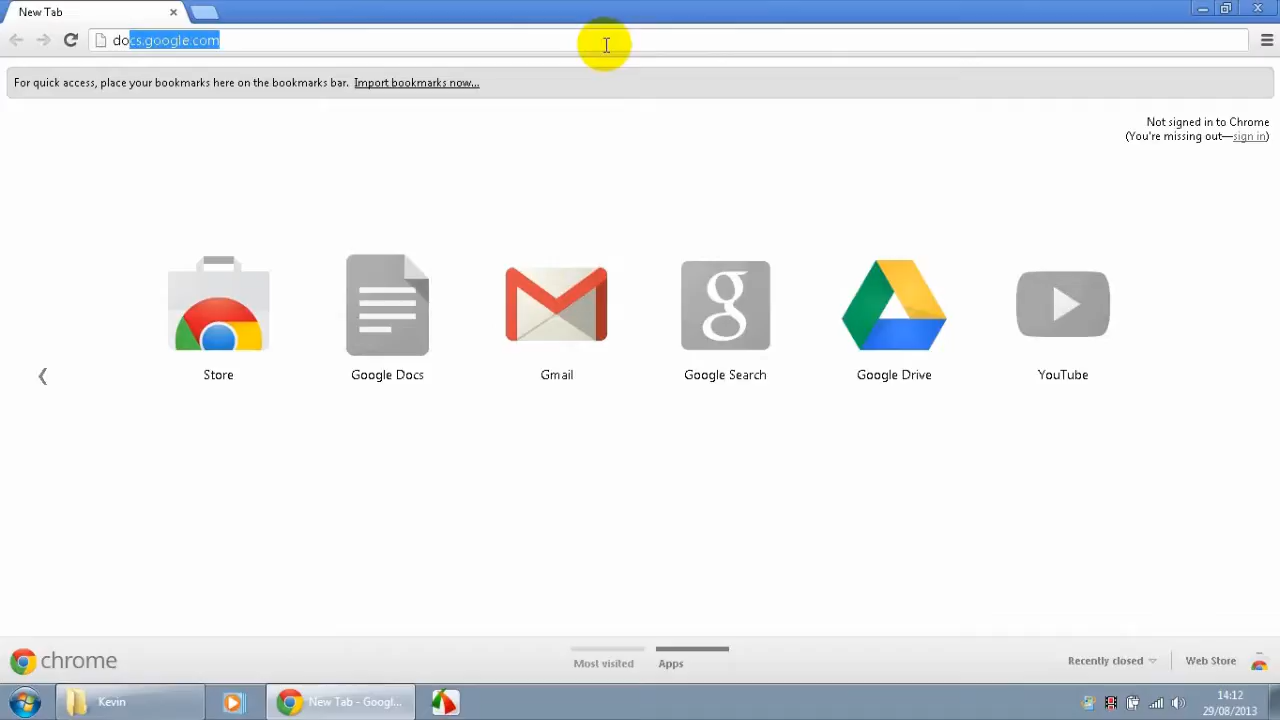 New Tab
docs.google.com
For quick access, place your bookmarks here on the bookmarks bar. Import bookmarks now...
Not signed in to Chrome
(You're missing out—sign in)
Store
Google Docs
Gmail
Google Search
Google Drive
YouTube
chrome
Most visited
Apps
Recently closed
Web Store
Kevin
New Tab - Googl...
14:12
29/08/2013